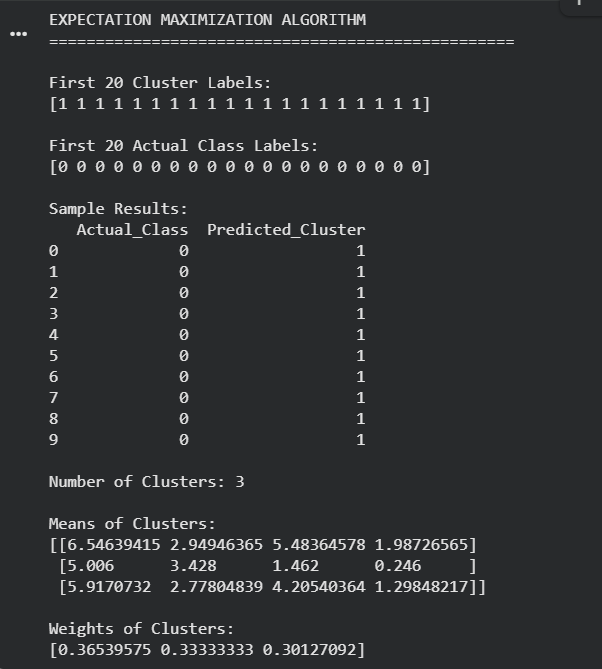 EXPECTATION MAXIMIZATION ALGORITHM
==================================================
First 20 Cluster Labels:
[1 1 1 1 1 1 1 1 1 1 1 1 1 1 1 1 1 1 1 1]
First 20 Actual Class Labels:
[0 0 0 0 0 0 0 0 0 0 0 0 0 0 0 0 0 0 0 0]
Sample Results:
   Actual_Class  Predicted_Cluster
0             0                  1
1             0                  1
2             0                  1
3             0                  1
4             0                  1
5             0                  1
6             0                  1
7             0                  1
8             0                  1
9             0                  1
Number of Clusters: 3
Means of Clusters:
[[6.54639415 2.94946365 5.48364578 1.98726565]
 [5.006      3.428      1.462      0.246     ]
 [5.9170732  2.77804839 4.20540364 1.29848217]]
Weights of Clusters:
[0.36539575 0.33333333 0.30127092]